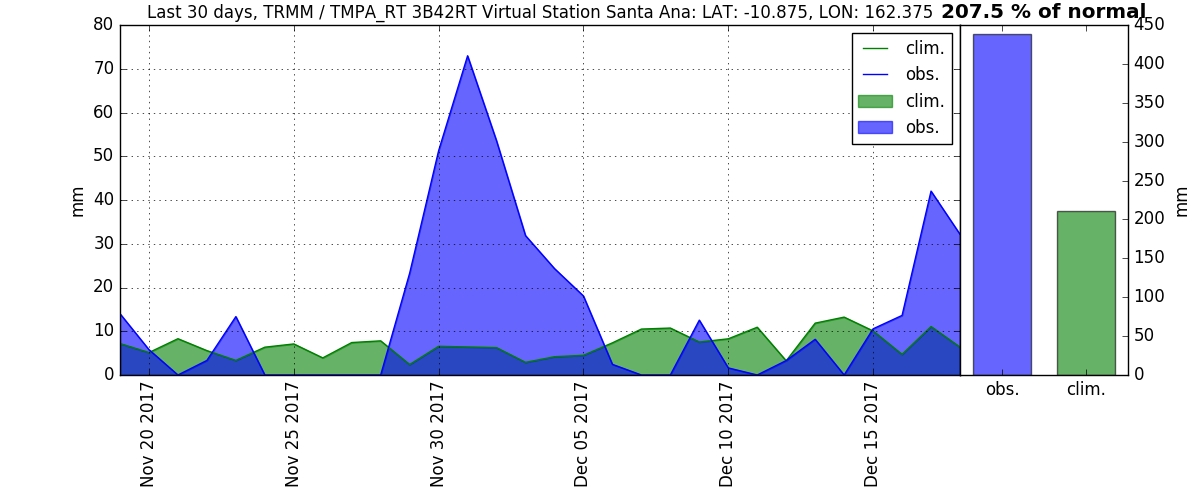 Last 30 days, TRMM / TMPA_RT 3B42RT Virtual Station Santa Ana: LAT: -10.875, LON: 162.375 207.5 % of normal
80
70
60
50
40
30
20
10
0
mm
clim.
obs.
clim.
obs.
Nov 20 2017
Nov 25 2017
Nov 30 2017
Dec 05 2017
Dec 10 2017
Dec 15 2017
450
400
350
300
250
200
150
100
50
0
mm
obs. clim.